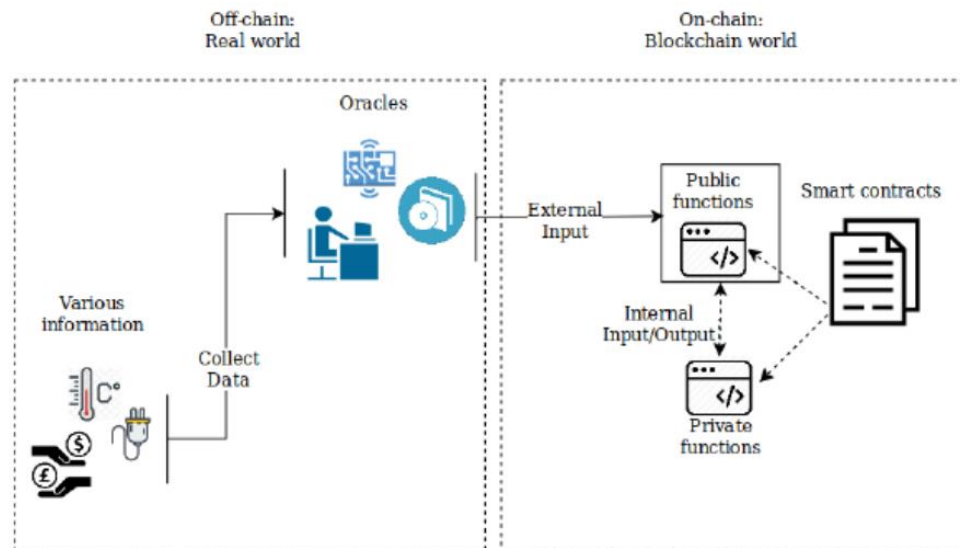 Off-chain:
Real world
On-chain:
Blockchain world
Oracles
Various
information
C°
$
£
Collect
Data
External
Input
Public
functions
</>
Smart contracts
Internal
Input/Output
</>
Private
functions